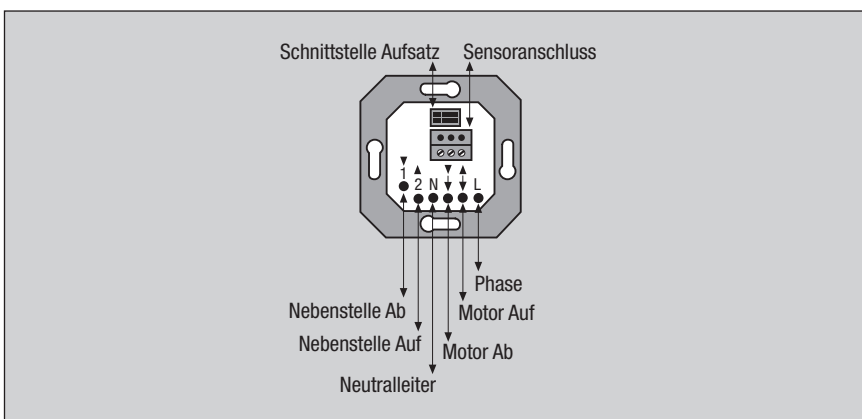 Schnittstelle Aufsatz Sensoranschluss
1
2 N L
Phase
Nebenstelle Ab Motor Auf
Nebenstelle Auf Motor Ab
Neutralleiter